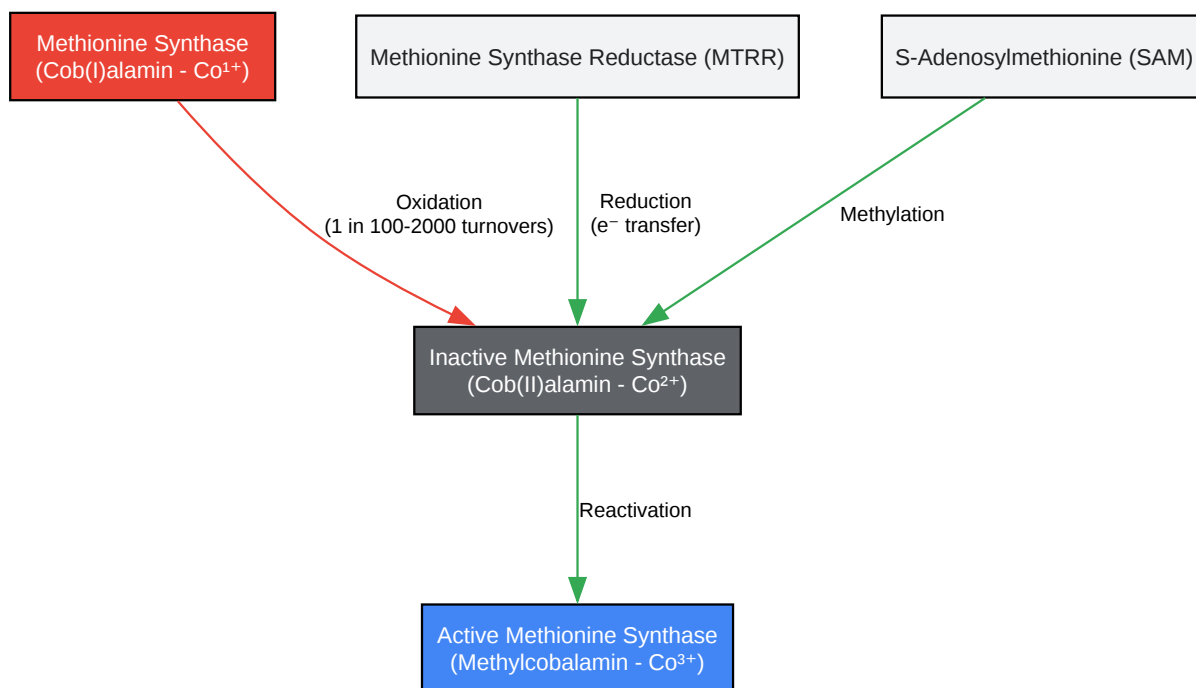 Methionine Synthase
(Cob(I)alamin - Co¹⁺)
Methionine Synthase Reductase (MTRR)
S-Adenosylmethionine (SAM)
Oxidation
(1 in 100-2000 turnovers)
Reduction
(e⁻ transfer)
Methylation
Inactive Methionine Synthase
(Cob(II)alamin - Co²⁺)
Reactivation
Active Methionine Synthase
(Methylcobalamin - Co³⁺)